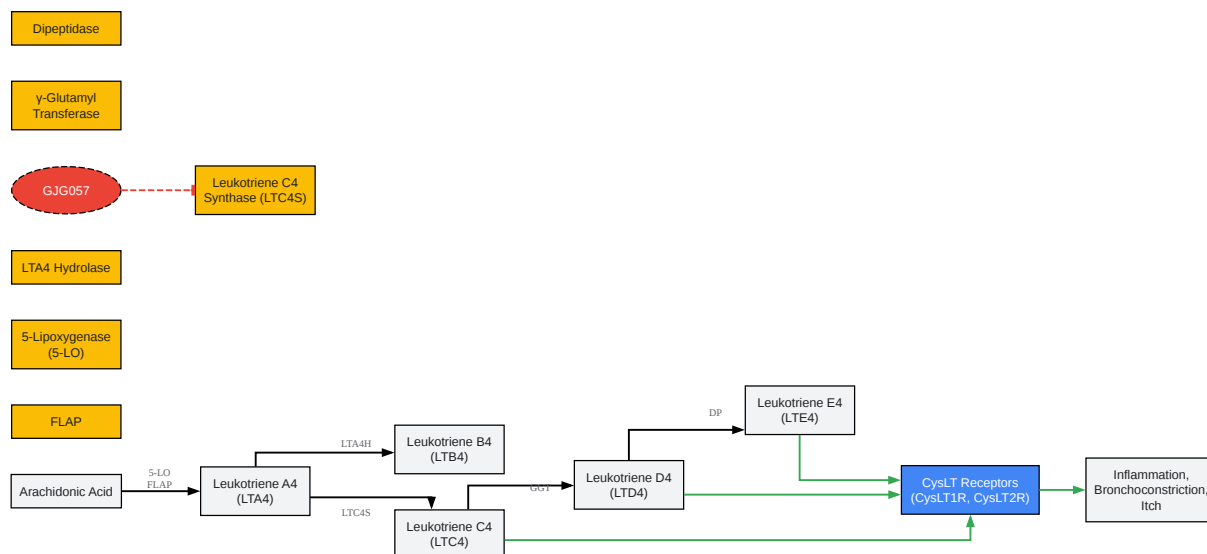 Dipeptidase
γ-Glutamyl
Transferase
GJG057
Leukotriene C4
Synthase (LTC4S)
LTA4 Hydrolase
5-Lipoxygenase
(5-LO)
FLAP
Arachidonic Acid
5-LO
FLAP
Leukotriene A4
(LTA4)
LTA4H
LTC4S
Leukotriene B4
(LTB4)
Leukotriene C4
(LTC4)
GGT
Leukotriene D4
(LTD4)
DP
Leukotriene E4
(LTE4)
CysLT Receptors
(CysLT1R, CysLT2R)
Inflammation,
Bronchoconstriction,
Itch